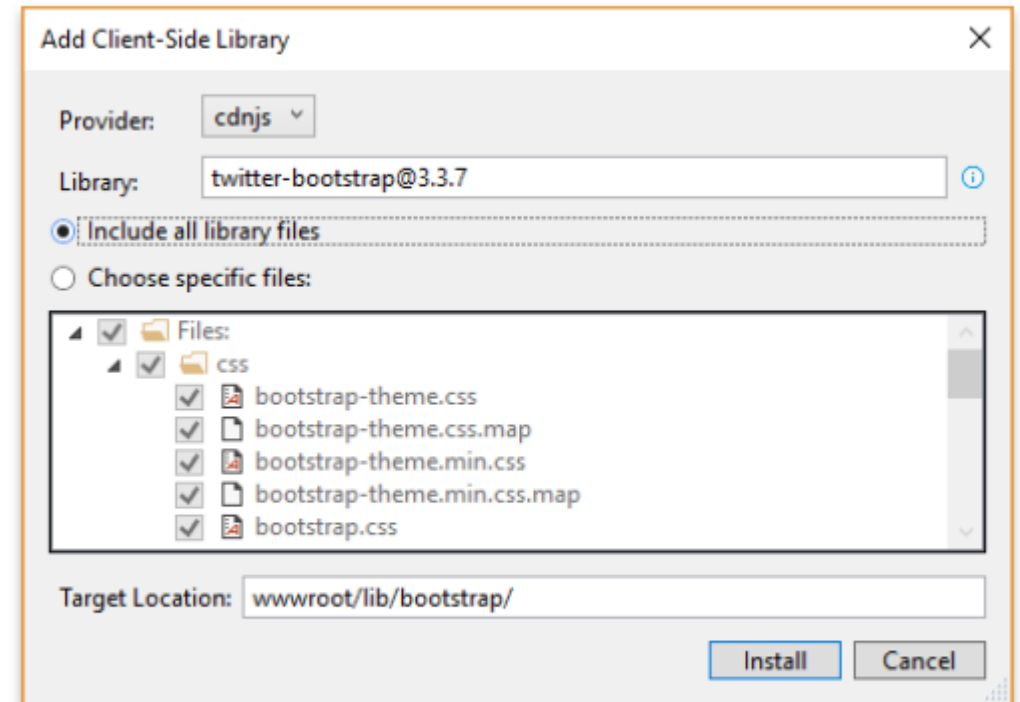 Add Client-Side Library
Provider: cdnjs
Library: twitter-bootstrap@3.3.7
Include all library files
Choose specific files:
Files:
css
bootstrap-theme.css
bootstrap-theme.css.map
bootstrap-theme.min.css
bootstrap-theme.min.css.map
bootstrap.css
Target Location: wwwroot/lib/bootstrap/
Install Cancel